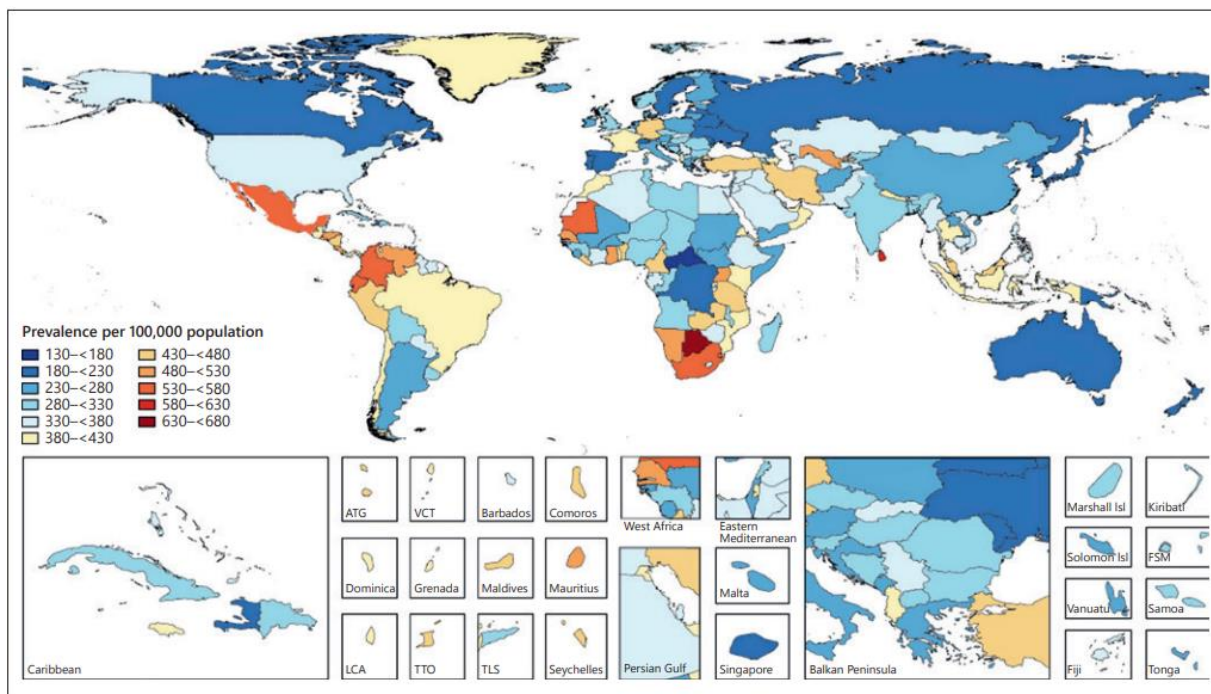 Prevalence per 100,000 population
130–<180
180–<230
230–<280
280–<330
330–<380
380–<430
430–<480
480–<530
530–<580
580–<630
630–<680
Caribbean
ATG
VCT
Barbados
Comoros
Dominica
Grenada
Maldives
Mauritius
LCA
TTO
TLS
Seychelles
West Africa
Eastern
Mediterranean
Persian Gulf
Malta
Singapore
Balkan Peninsula
Marshall Isl
Kiribati
Solomon Isl
FSM
Vanuatu
Samoa
Fiji
Tonga